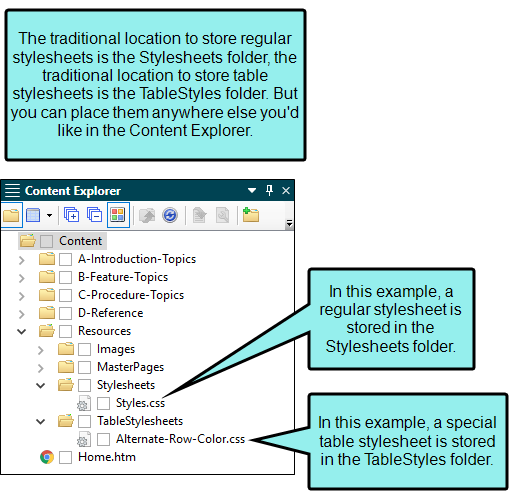 The traditional location to store regular
stylesheets is the Stylesheets folder, the
traditional location to store table
stylesheets is the TableStyles folder. But
you can place them anywhere else you'd
like in the Content Explorer.
Content Explorer
Content
A-Introduction-Topics
B-Feature-Topics
C-Procedure-Topics
D-Reference
Resources
Images
MasterPages
Stylesheets
Styles.css
TableStylesheets
Alternate-Row-Color.css
Home.htm
In this example, a
regular stylesheet is
stored in the
Stylesheets folder.
In this example, a special
table stylesheet is stored
in the TableStyles folder.